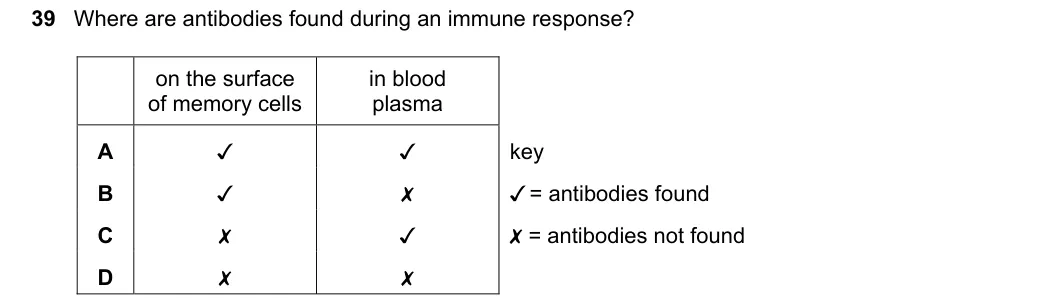 39 Where are antibodies found during an immune response?
on the surface of memory cells
in blood plasma
A ✓ ✓ key
B ✓ ✗ ✓ = antibodies found
C ✗ ✓ ✗ = antibodies not found
D ✗ ✗